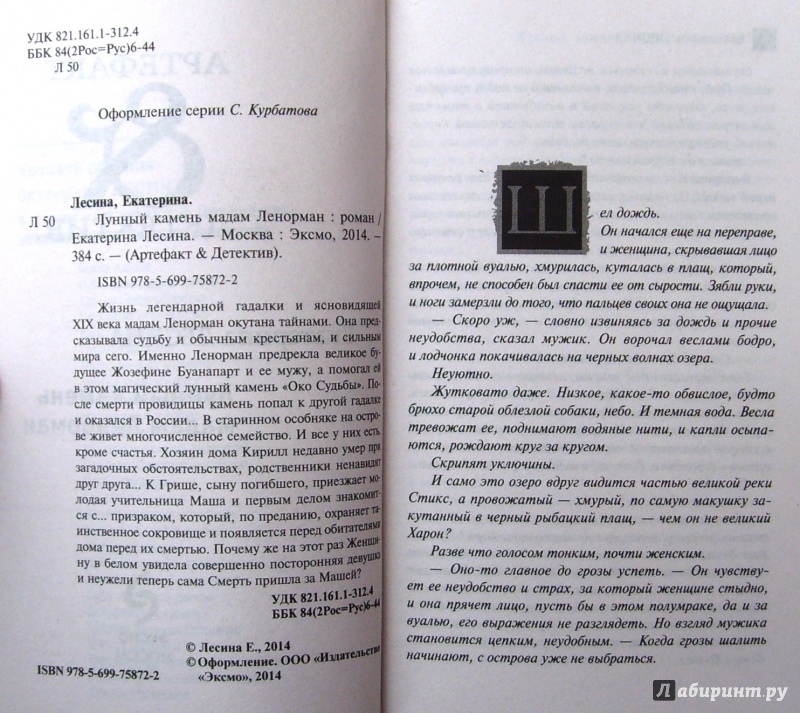 УДК 821.161.1-312.4
ББК 84(2Рос=Рус)6-44
Л 50
Оформление серии С. Курбатова
Лесина, Екатерина.
Л 50 Лунный камень мадам Ленорман : роман /
Екатерина Лесина. — Москва : Эксмо, 2014. —
384 с. — (Артефакт & Детектив).
ISBN 978-5-699-75872-2
Жизнь легендарной гадалки и ясновидящей
XIX века мадам Ленорман окутана тайнами. Она пред-
сказывала судьбу и обычным крестьянам, и сильным
мира сего. Именно Ленорман предрекла великое бу-
дущее Жозефине Буанапарт и ее мужу, а помогал ей
в этом магический лунный камень «Око Судьбы». По-
сле смерти провидицы камень попал к другой гадалке
и оказался в России... В старинном особняке на остро-
ве живет многочисленное семейство. И все у них есть,
кроме счастья. Хозяин дома Кирилл недавно умер при
загадочных обстоятельствах, родственники ненавидят
друг друга... К Грише, сыну погибшего, приезжает мо-
лодая учительница Маша и первым делом знакомит-
ся с... призраком, который, по преданию, охраняет та-
инственное сокровище и появляется перед обитателями
дома перед их смертью. Почему же на этот раз Женщи-
ну в белом увидела совершенно посторонняя девушка
и неужели теперь сама Смерть пришла за Машей?
УДК 821.161.1-312.4
ББК 84(2Рос=Рус)6-44
© Лесина Е., 2014
© Оформление. ООО «Издательство
ISBN 978-5-699-75872-2 «Эксмо», 2014
Шел дождь.
Он начался еще на переправе,
и женщина, скрывавшая лицо
за плотной вуалью, хмурилась, куталась в плащ, который,
впрочем, не способен был спасти ее от сырости. Зябли руки,
и ноги замерзли до того, что пальцев своих она не ощущала.
— Скоро уж, — словно извиняясь за дождь и прочие
неудобства, сказал мужик. Он ворочал веслами бодро,
и лодчонка покачивалась на черных волнах озера.
Неуютно.
Жутковато даже. Низкое, какое-то обвислое, будто
брюхо старой облезлой собаки, небо. И темная вода. Весла
тревожат ее, поднимают водяные нити, и капли осыпа-
ются, рождают круг за кругом.
Скрипят уключины.
И само это озеро вдруг видится частью великой реки
Стикс, а провожатый — хмурый, по самую макушку за-
кутанный в черный рыбацкий плащ, — чем он не великий
Харон?
Разве что голосом тонким, почти женским.
— Оно-то главное до грозы успеть. — Он чувству-
ет ее неудобство и страх, за который женщине стыдно,
и она прячет лицо, пусть бы в этом полумраке, да и за
вуалью, его выражения не разглядеть. Но взгляд мужика
становится цепким, неудобным. — Когда грозы шалить
начинают, с острова уже не выбраться.
Лабиринт.ру